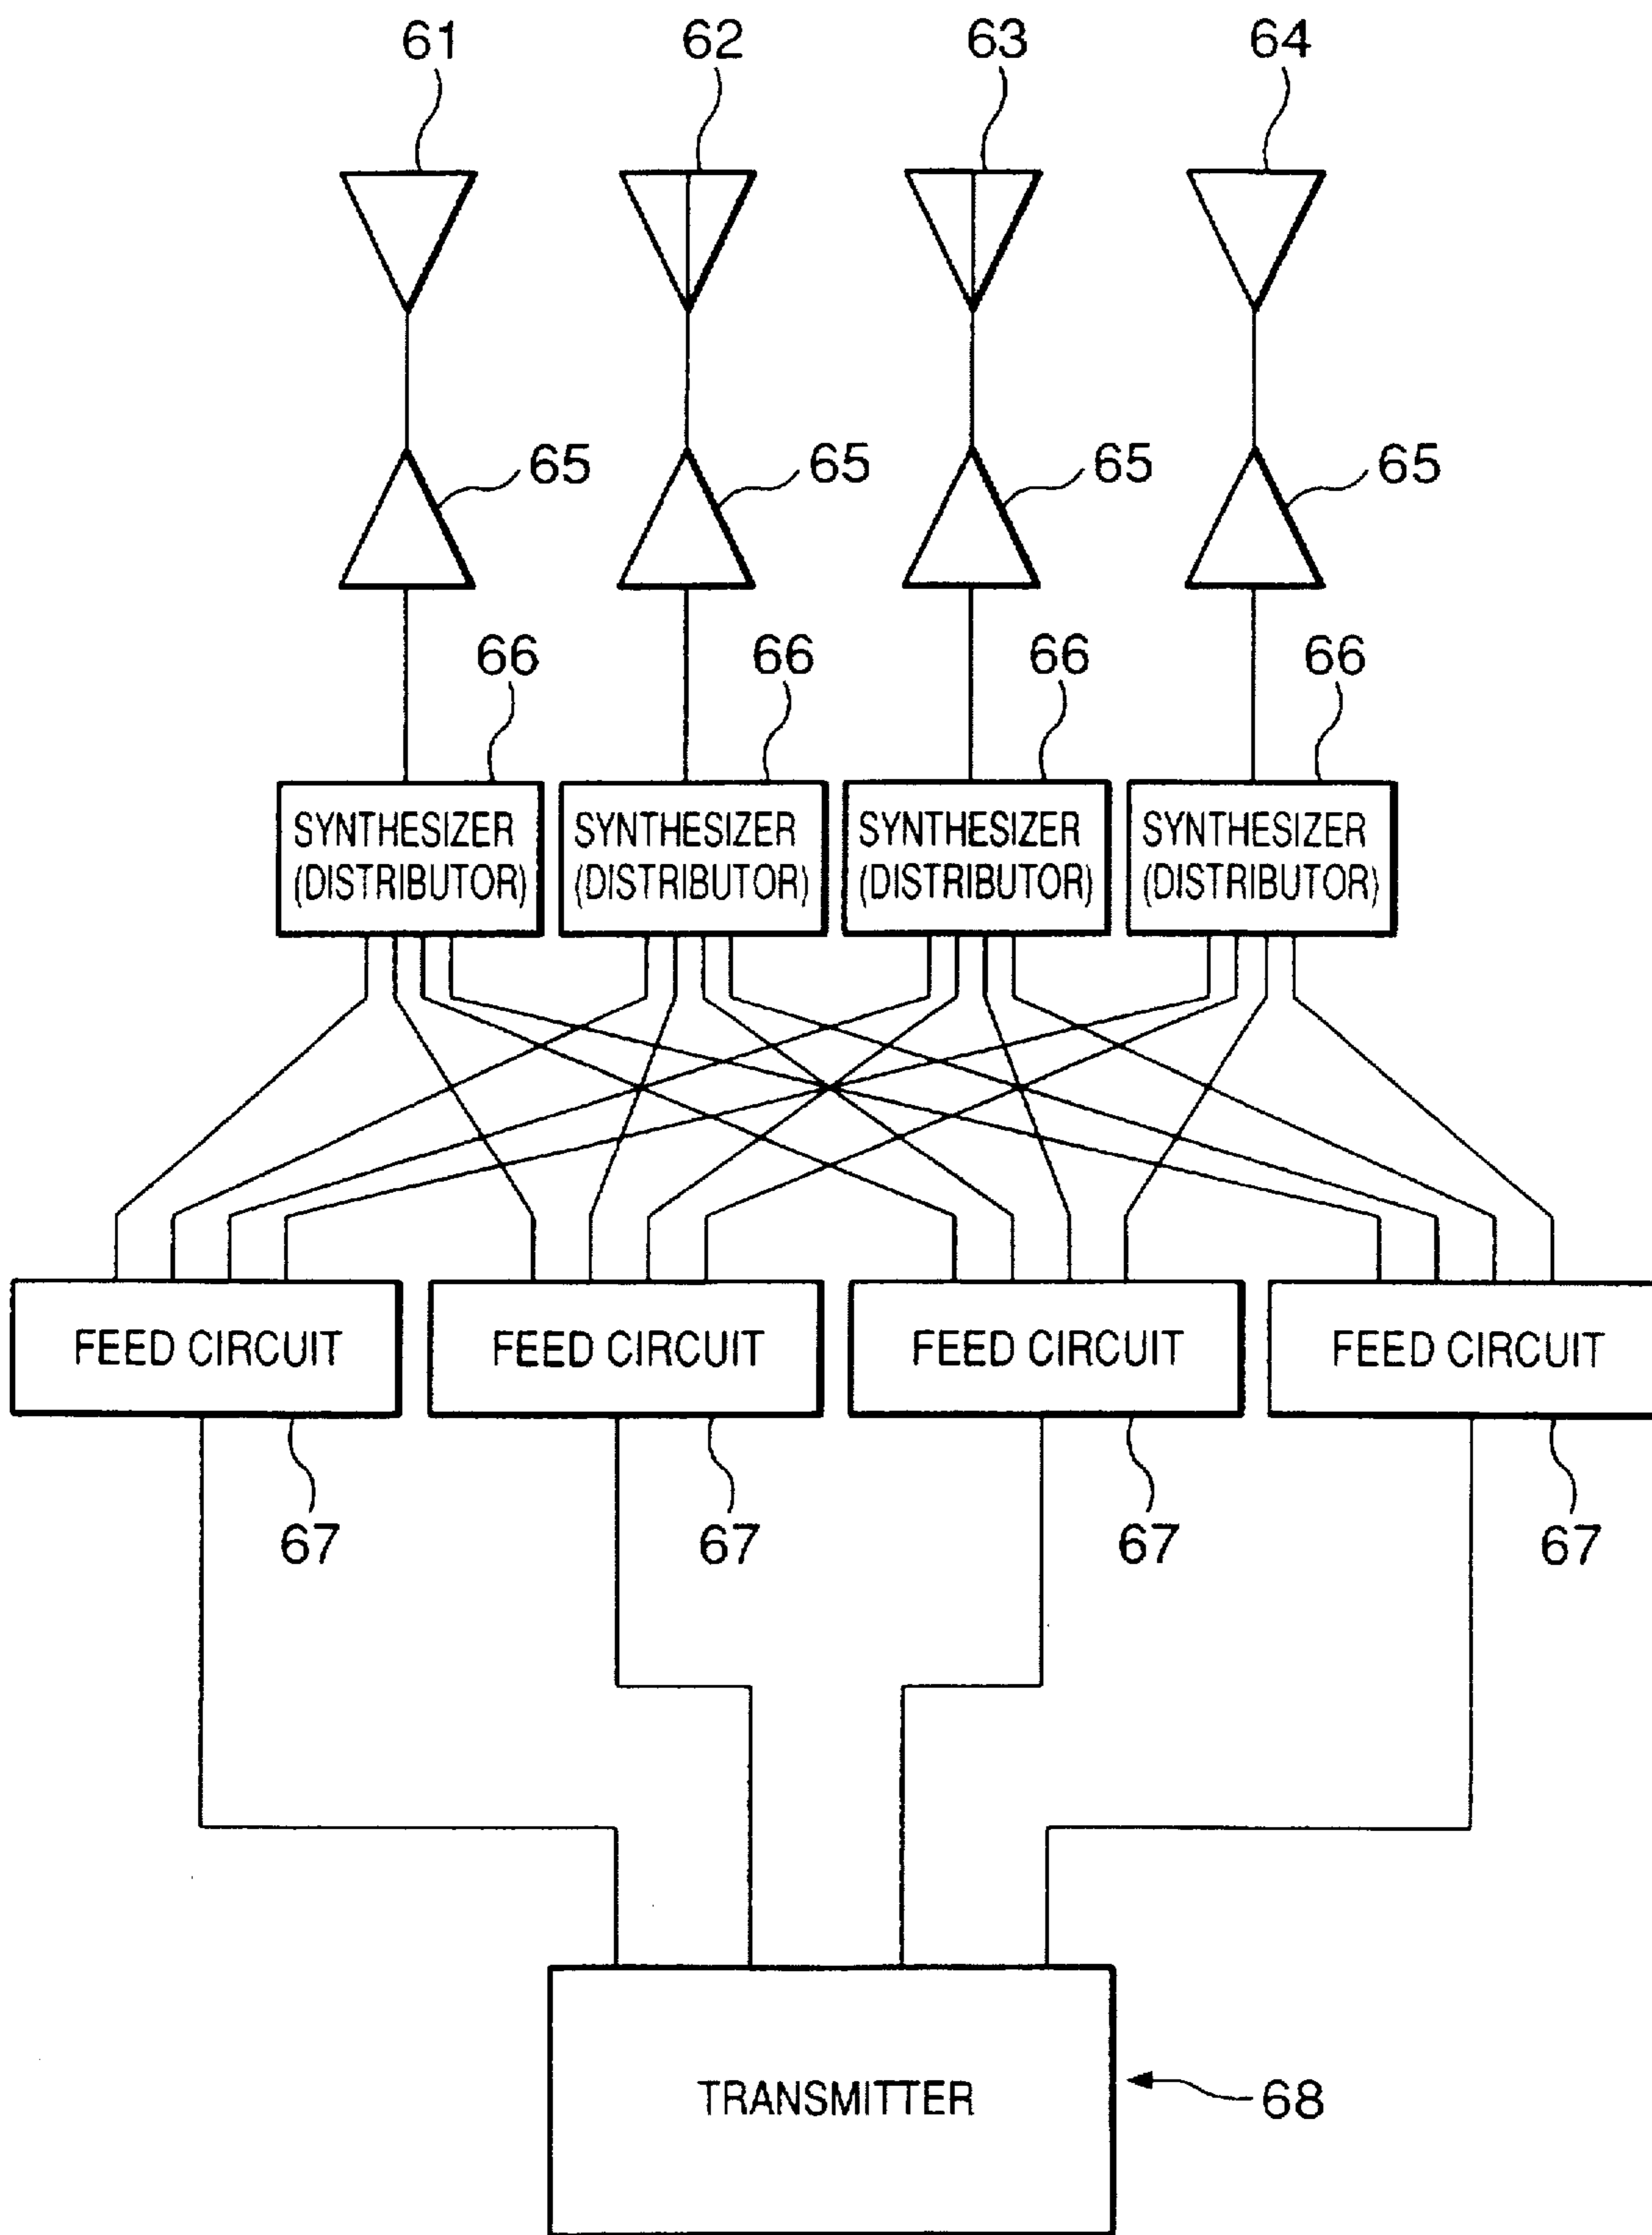 61 62 63 64
65 65 65 65
66 66 66 66
SYNTHESIZER
(DISTRIBUTOR)
SYNTHESIZER
(DISTRIBUTOR)
SYNTHESIZER
(DISTRIBUTOR)
SYNTHESIZER
(DISTRIBUTOR)
FEED CIRCUIT FEED CIRCUIT FEED CIRCUIT FEED CIRCUIT
67 67 67 67
TRANSMITTER
68